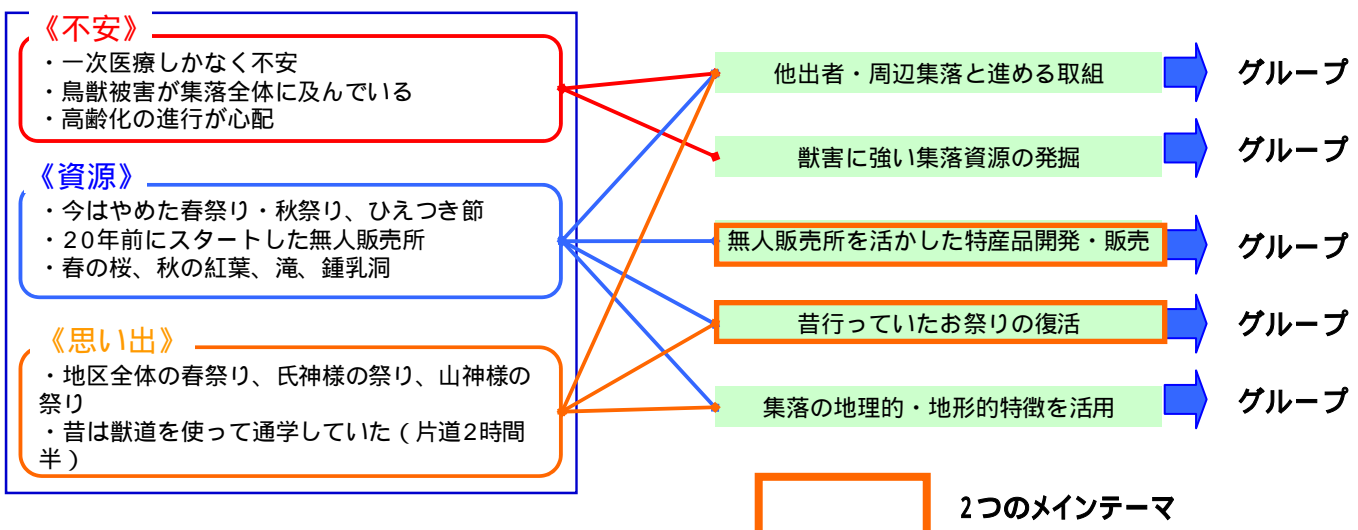 《不安》
・一次医療しかなく不安
・鳥獣被害が集落全体に及んでいる
・高齢化の進行が心配
《資源》
・今はやめた春祭り・秋祭り、ひえつき節
・20年前にスタートした無人販売所
・春の桜、秋の紅葉、滝、鍾乳洞
《思い出》
・地区全体の春祭り、氏神様の祭り、山神様の
祭り
・昔は獣道を使って通学していた（片道2時間
半）
他出者・周辺集落と進める取組
グループ
獣害に強い集落資源の発掘
グループ
無人販売所を活かした特産品開発・販売
グループ
昔行っていたお祭りの復活
グループ
集落の地理的・地形的特徴を活用
グループ
2つのメインテーマ